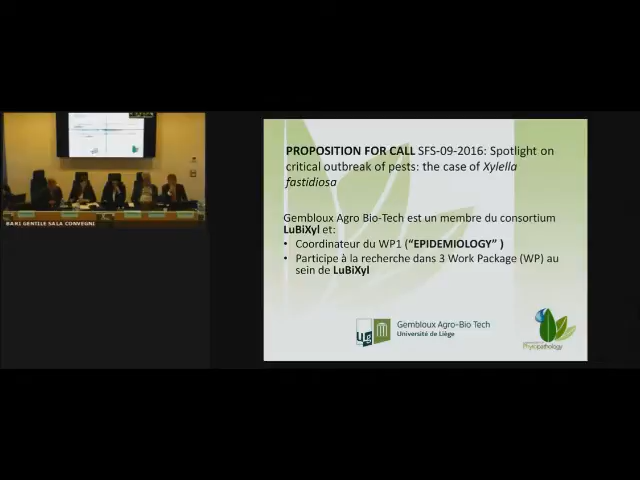 PROPOSITION FOR CALL SFS-09-2016: Spotlight on
critical outbreak of pests: the case of Xylella
fastidiosa
Gembloux Agro Bio-Tech est un membre du consortium
LuBiXyl et:
• Coordinateur du WP1 (“EPIDEMIOLOGY” )
• Participe à la recherche dans 3 Work Package (WP) au
sein de LuBiXyl
Gembloux Agro-Bio Tech
Université de Liège
Phytopathology
BARI GENTILE SALA CONVEGNI